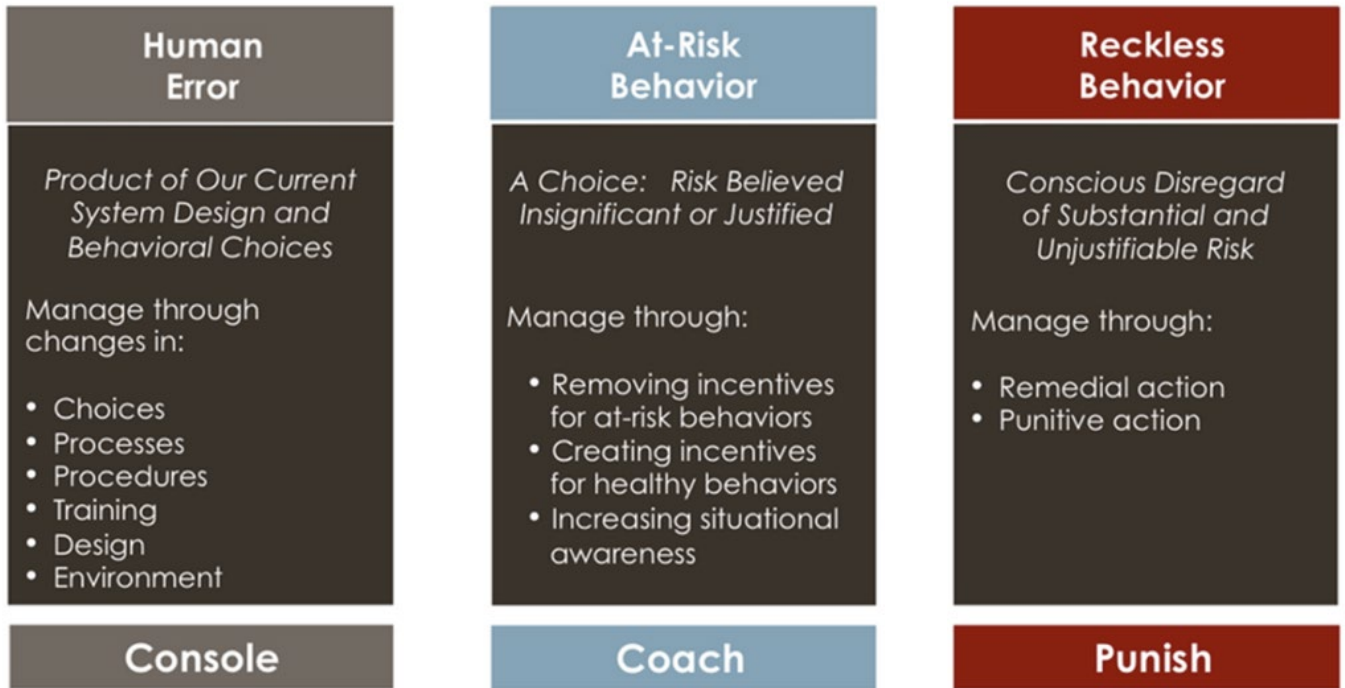 Human
Error
Product of Our Current
System Design and
Behavioral Choices
Manage through
changes in:
• Choices
• Processes
• Procedures
• Training
• Design
• Environment
Console
At-Risk
Behavior
A Choice: Risk Believed
Insignificant or Justified
Manage through:
• Removing incentives
for at-risk behaviors
• Creating incentives
for healthy behaviors
• Increasing situational
awareness
Coach
Reckless
Behavior
Conscious Disregard
of Substantial and
Unjustifiable Risk
Manage through:
• Remedial action
• Punitive action
Punish